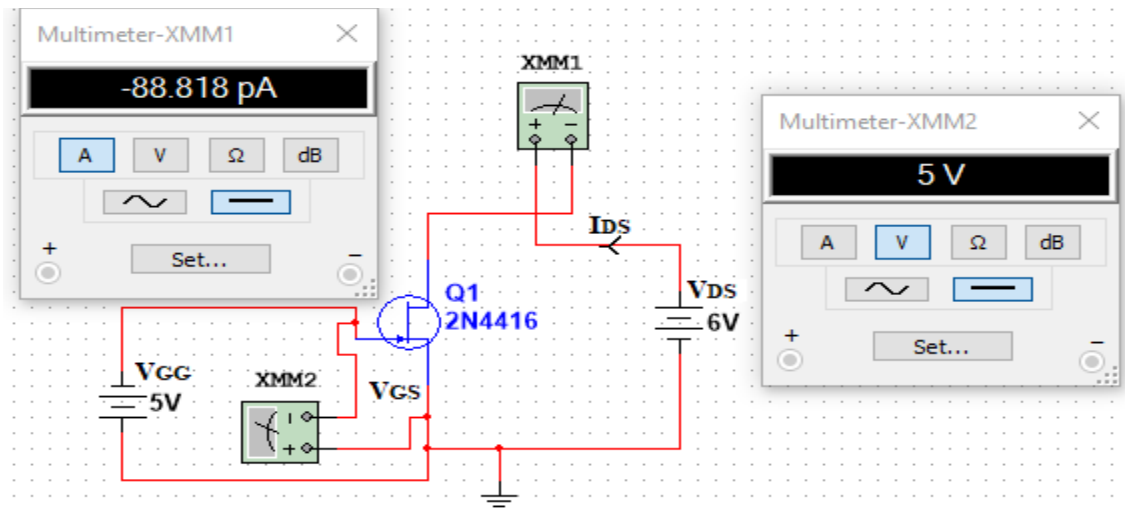 Multimeter-XMM1
-88.818 pA
A V Ω dB
+ Set... -
XMM1
+ -
IDS
Q1
2N4416
VDS
6V
VGG
5V
XMM2
VGS
- +
Multimeter-XMM2
5 V
A V Ω dB
+ Set... -